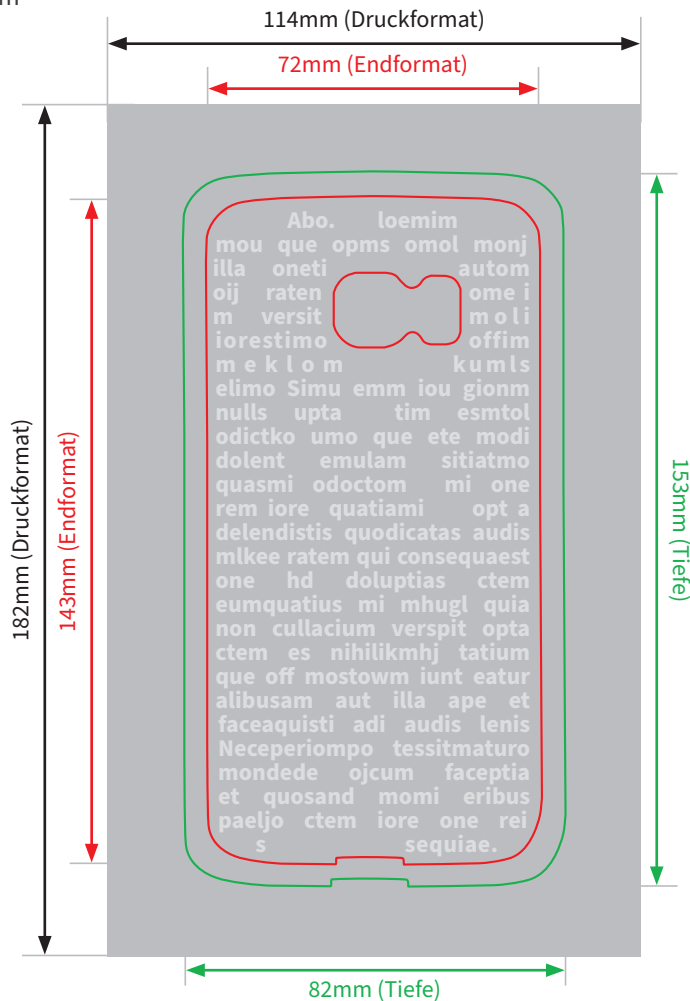 m
114mm (Druckformat)
72mm (Endformat)
182mm (Druckformat)
143mm (Endformat)
153mm (Tiefe)
Abo. loemim
mou que opms omol monj
illa oneti autom
oij raten ome i
m versit moli
iorestimo offim
meklom kumls
elimo Simu emm iou gionm
nulls upta tim esmtol
odictko umo que ete modi
dolent emulam sitiatmo
quasmi odoctom mi one
rem iore quatiami opt a
delendistis quodicatas audis
mlkee ratem qui consequaest
one hd doluptias ctem
eumquatius mi mhugl quia
non cullacium verspit opta
ctem es nihilikmhj tatium
que off mostowm iunt eatur
alibusam aut illa ape et
faceaquisti adi audis lenis
Neceperiompo tessitmaturo
mondede ojcum faceptia
et quosand momi eribus
paeljo ctem iore one rei
s sequiae.
82mm (Tiefe)